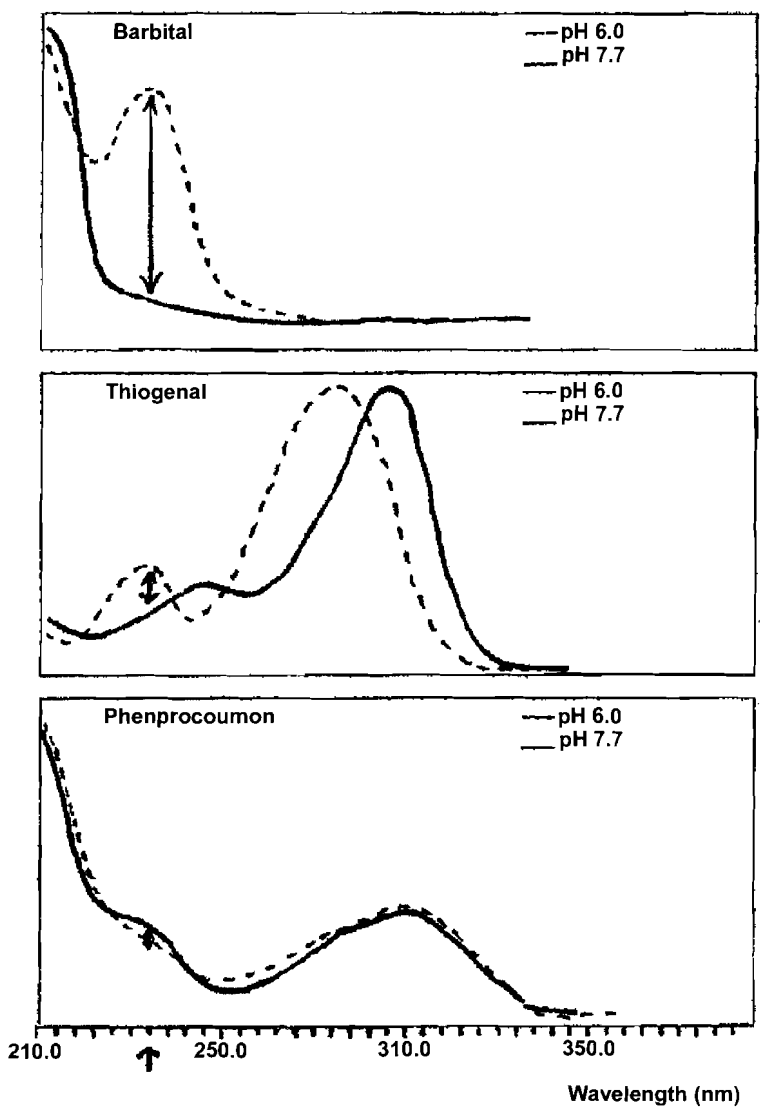 Barbital
pH 6.0
pH 7.7
Thiogenal
pH 6.0
pH 7.7
Phenprocoumon
pH 6.0
pH 7.7
210.0 250.0 310.0 350.0
Wavelength (nm)